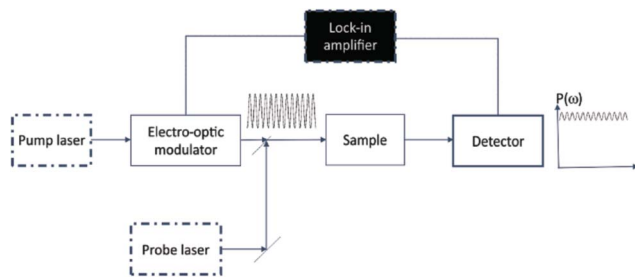 Lock-in
amplifier
P(ω)
Pump laser
Electro-optic
modulator
Sample
Detector
Probe laser